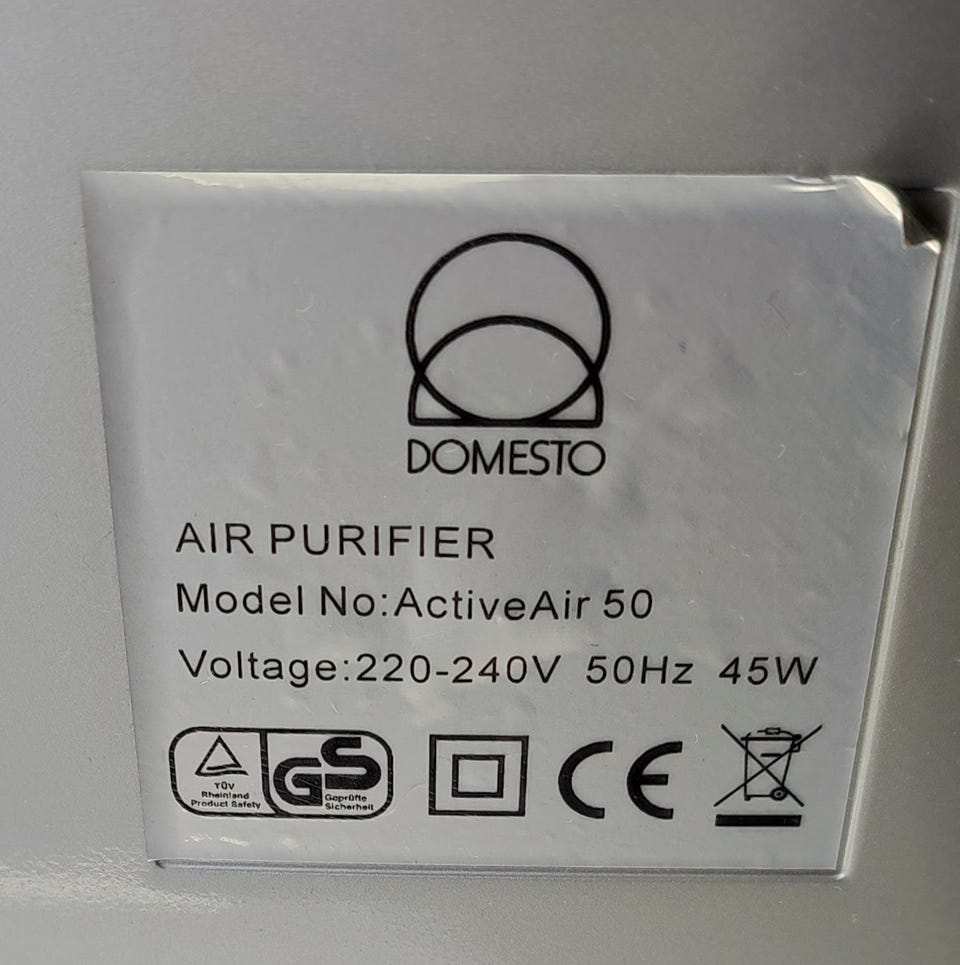 DOMESTO
AIR PURIFIER
Model No:ActiveAir 50
Voltage:220-240V 50Hz 45W
TÜV
Rheinland
Product Safety
GS
Geprüfte
Sicherheit
CE